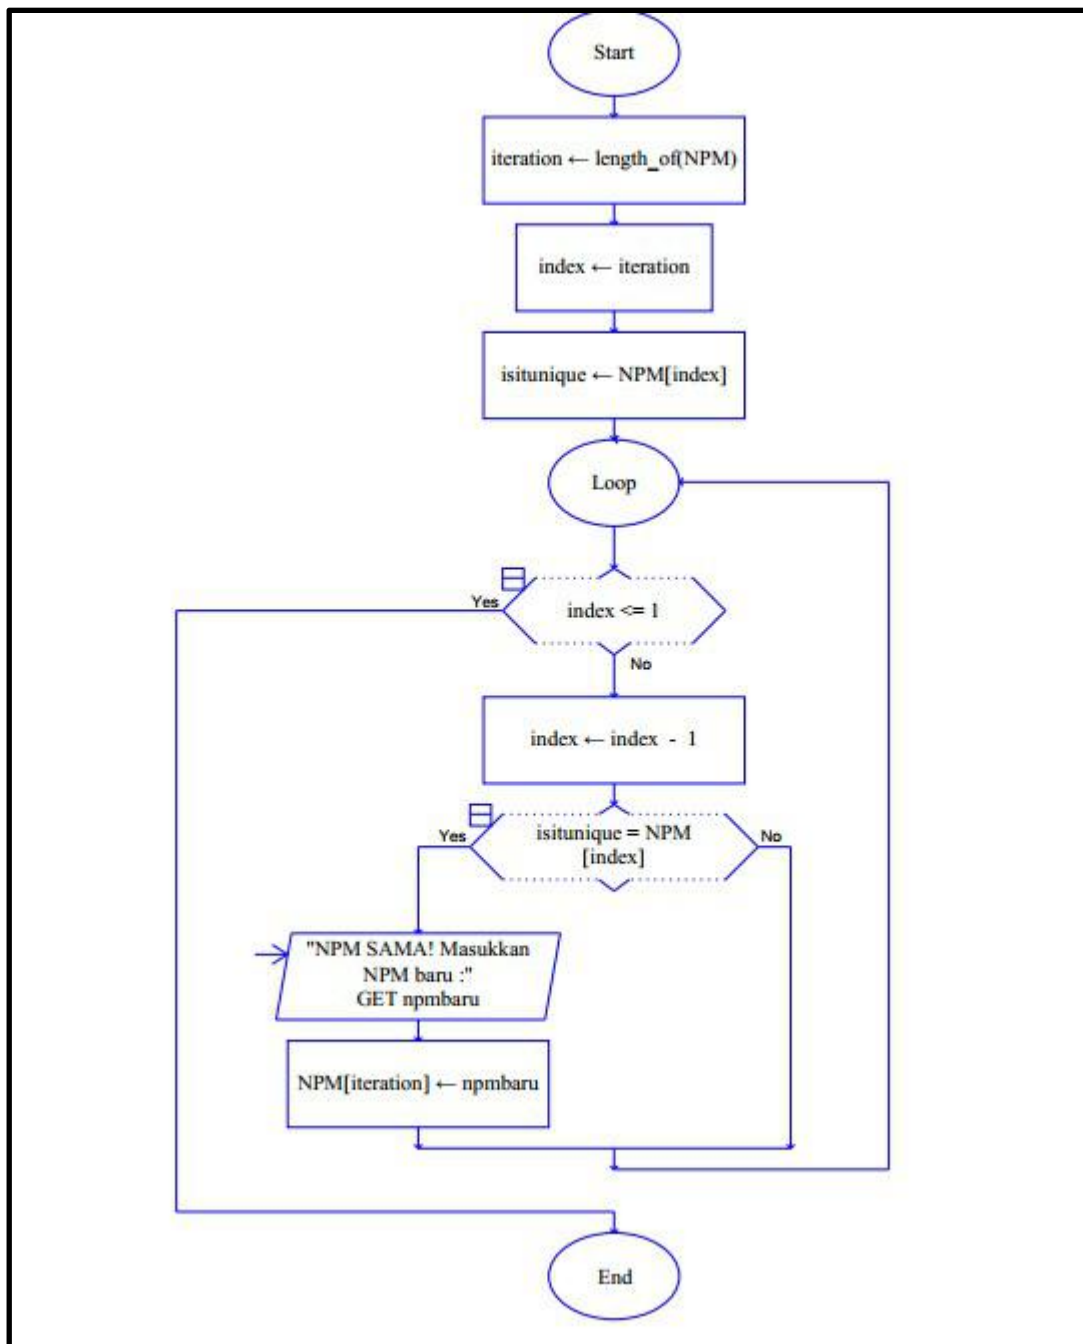 Start
iteration ← length_of(NPM)
index ← iteration
isitunique ← NPM[index]
Loop
Yes
index <= 1
No
index ← index - 1
Yes
isitunique = NPM
[index]
No
"NPM SAMA! Masukkan
NPM baru :"
GET npmbaru
NPM[iteration] ← npmbaru
End